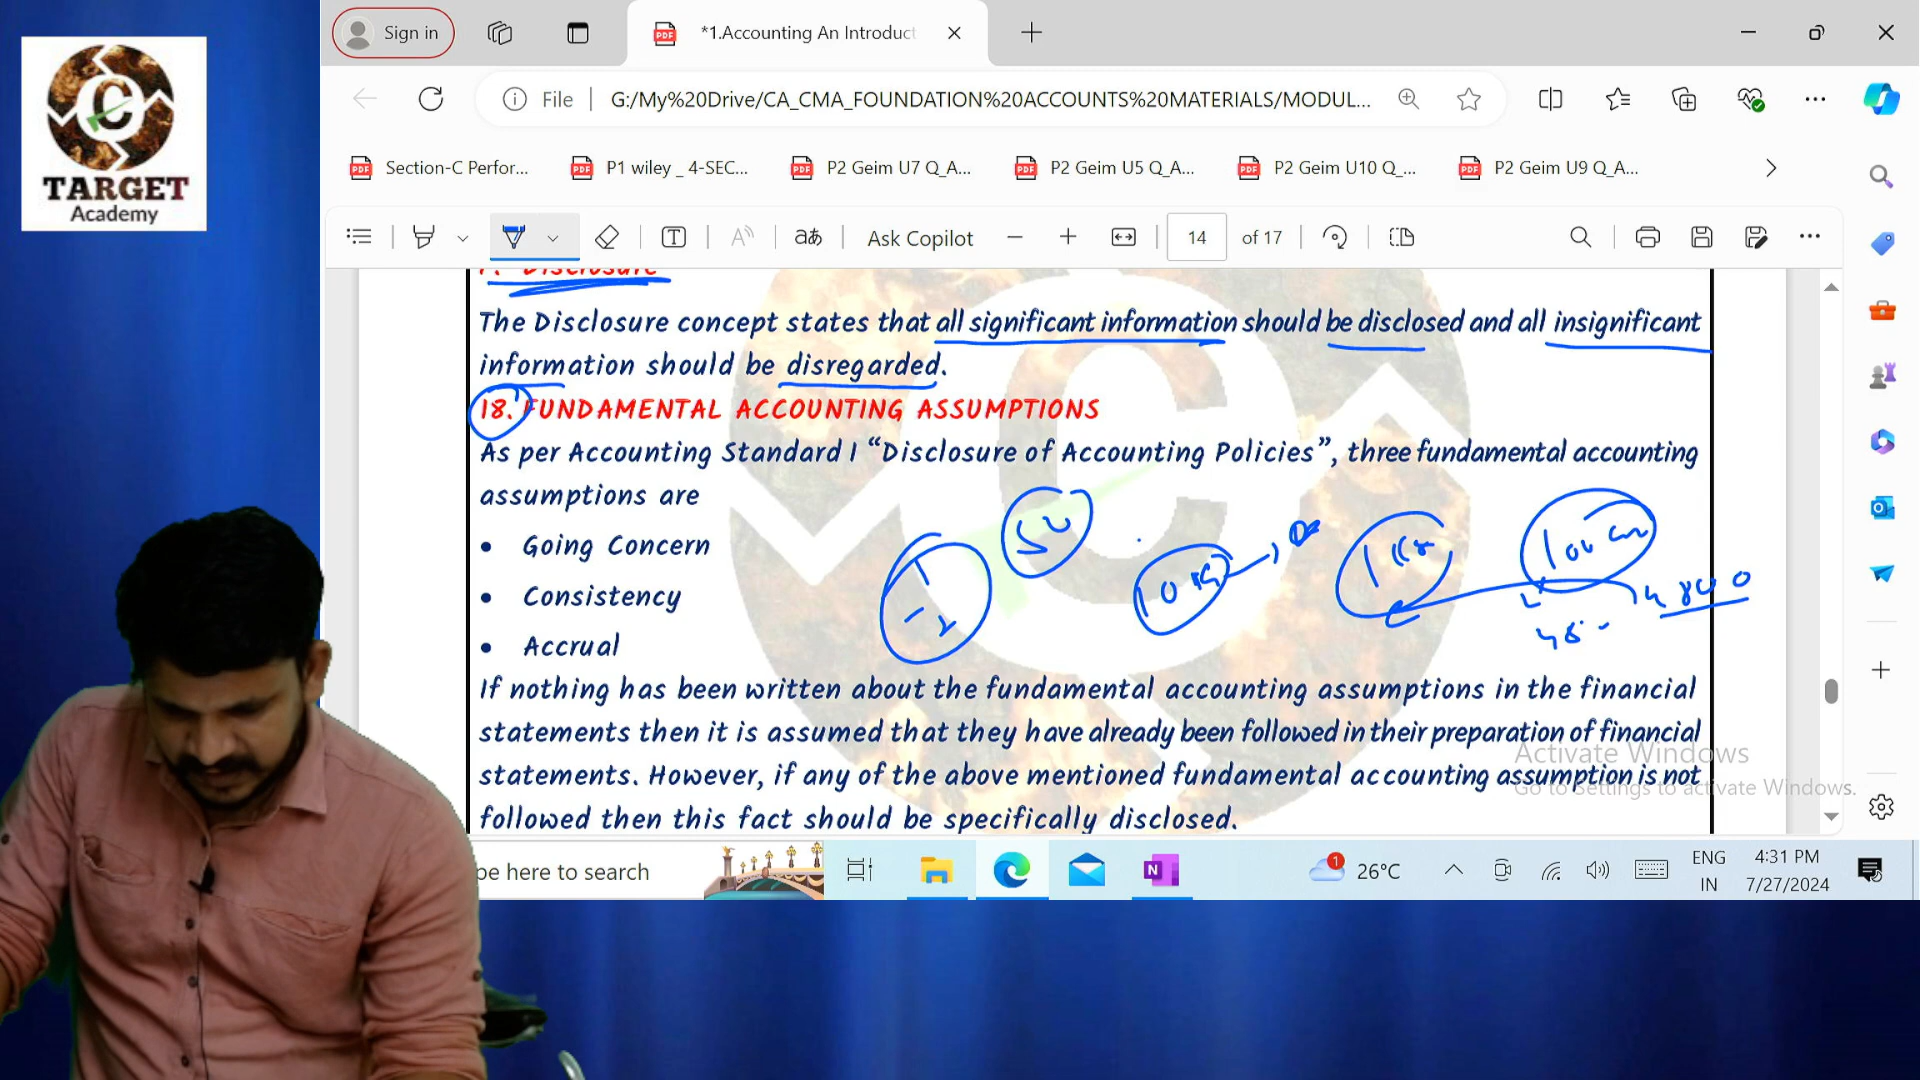 TARGET
Academy
Sign in
*1.Accounting An Introduct
File
G:/My%20Drive/CA_CMA_FOUNDATION%20ACCOUNTS%20MATERIALS/MODUL...
Section-C Perfor...
P1 wiley _ 4-SEC...
P2 Geim U7 Q_A...
P2 Geim U5 Q_A...
P2 Geim U10 Q_...
P2 Geim U9 Q_A...
Ask Copilot
14 of 17
Disclosure
The Disclosure concept states that all significant information should be disclosed and all insignificant
information should be disregarded.
18. FUNDAMENTAL ACCOUNTING ASSUMPTIONS
As per Accounting Standard 1 “Disclosure of Accounting Policies”, three fundamental accounting
assumptions are
• Going Concern
• Consistency
• Accrual
If nothing has been written about the fundamental accounting assumptions in the financial
statements then it is assumed that they have already been followed in their preparation of financial
statements. However, if any of the above mentioned fundamental accounting assumption is not
followed then this fact should be specifically disclosed.
Activate Windows
Go to Settings to activate Windows.
pe here to search
1
26°C
ENG
IN
4:31 PM
7/27/2024